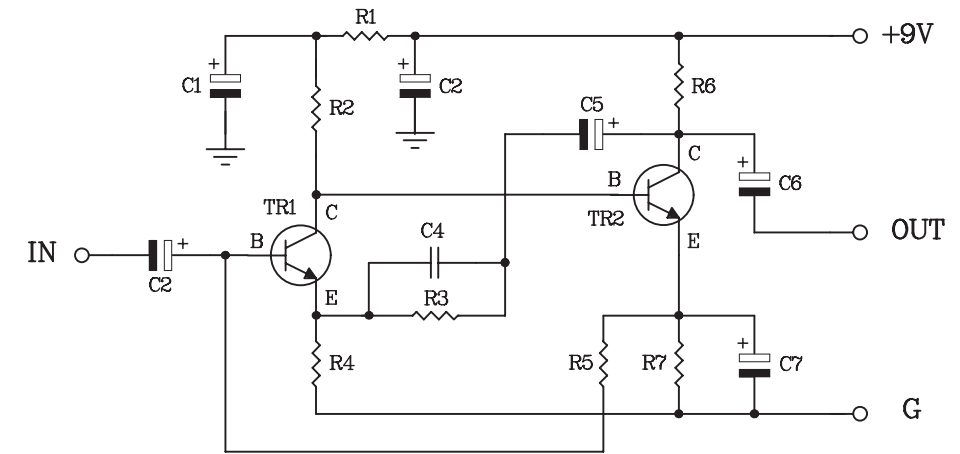 R1
+9V
+
C1
R2
+
C2
R6
C5
+
C
B
TR2
E
+
C6
OUT
TR1
C
B
E
IN
+
C2
C4
R3
R4
R5
R7
+
C7
G